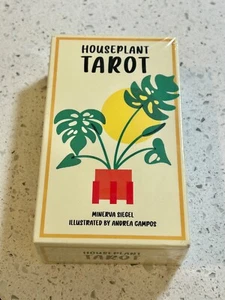 HOUSEPLANT
TAROT
MINERVA SIEGEL
ILLUSTRATED BY ANDREA CAMPOS
HOUSEPLANT
TAROT